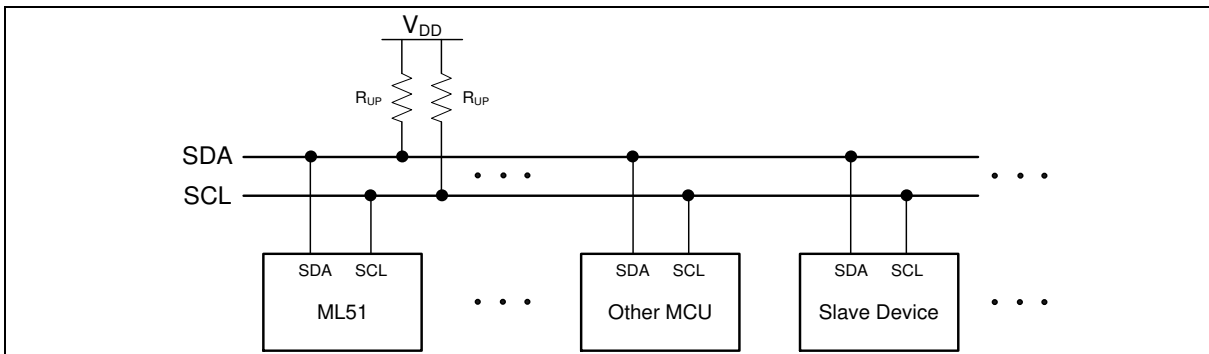 VDD
RUP RUP
SDA
SCL
SDA SCL SDA SCL SDA SCL
ML51 Other MCU Slave Device